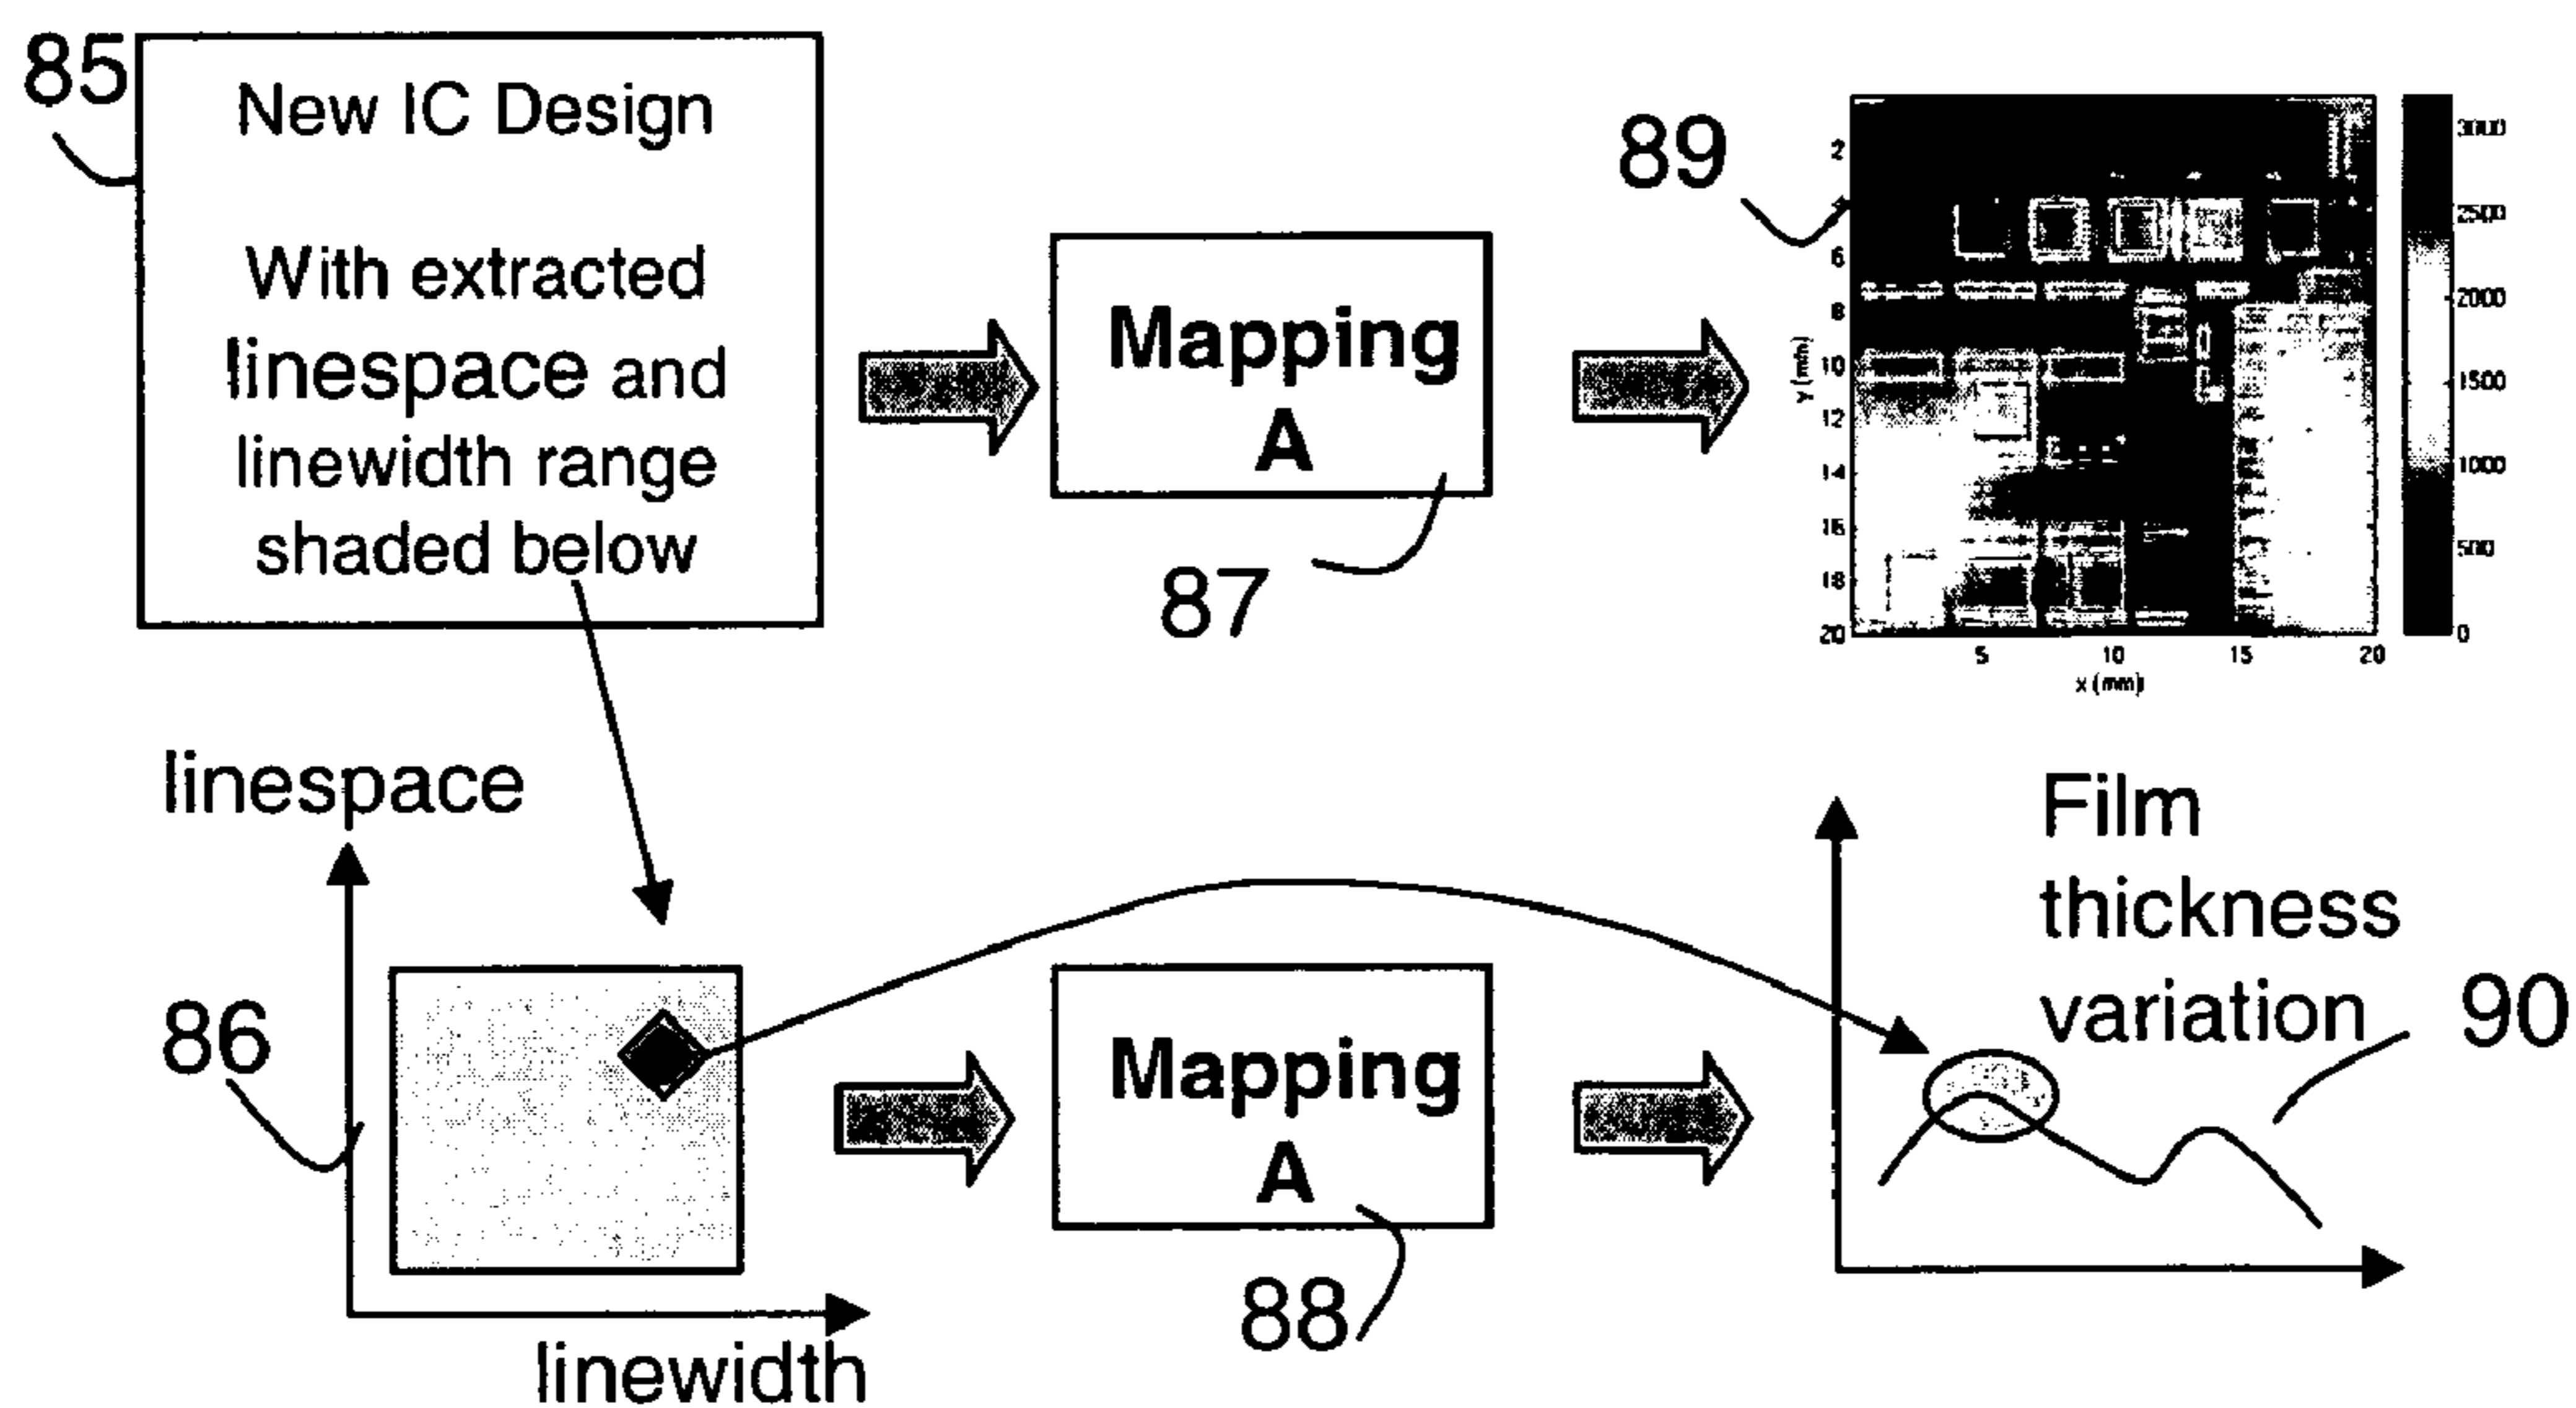 85
New IC Design
With extracted
linespace and
linewidth range
shaded below
Mapping
A
87
89
3000
2500
2000
1500
1000
500
0
2
4
6
8
10
12
14
16
18
20
y (mm)
5 10 15 20
x (mm)
linespace
86
linewidth
Mapping
A
88
Film
thickness
variation
90